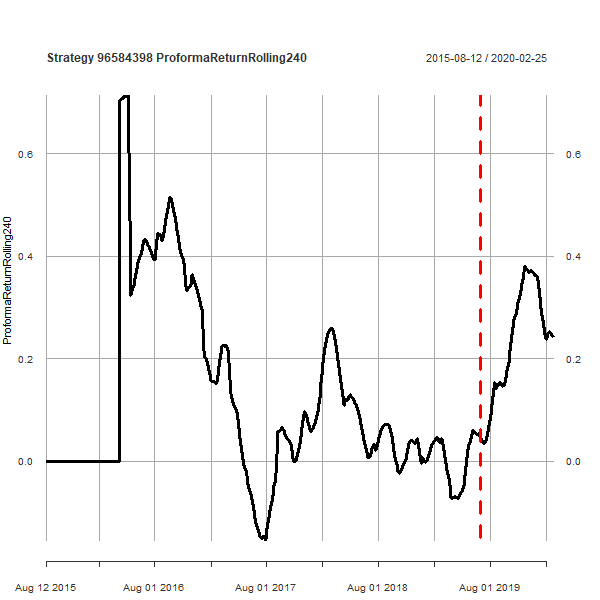 Strategy 96584398 ProformaReturnRolling240
2015-08-12 / 2020-02-25
ProformaReturnRolling240
0.6
0.4
0.2
0.0
0.6
0.4
0.2
0.0
Aug 12 2015
Aug 01 2016
Aug 01 2017
Aug 01 2018
Aug 01 2019